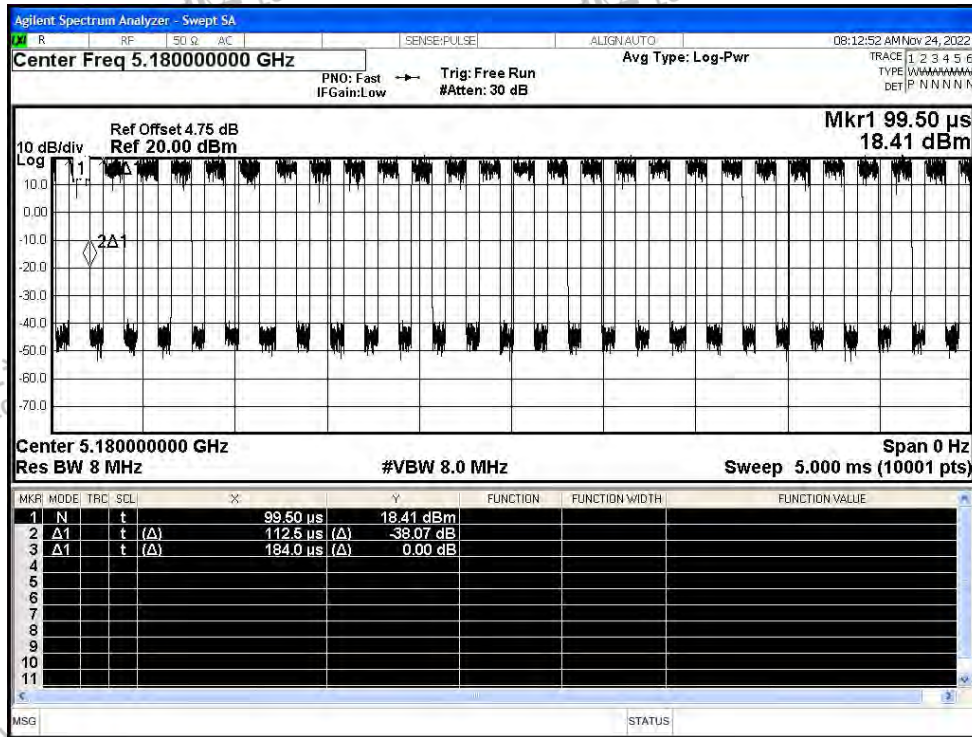 Agilent Spectrum Analyzer - Swept SA
LXI R RF 50 Ω AC SENSE:PULSE ALIGN AUTO 08:12:52 AM Nov 24, 2022
Center Freq 5.180000000 GHz
Avg Type: Log-Pwr
TRACE 1 2 3 4 5 6
PNO: Fast Trig: Free Run
TYPE WWWWWW
IFGain:Low #Atten: 30 dB
DET P N N N N N
Mkr1 99.50 µs
Ref Offset 4.75 dB
18.41 dBm
10 dB/div Ref 20.00 dBm
Log
1
10.0
0.00
-10.0
2Δ1
-20.0
-30.0
-40.0
-50.0
-60.0
-70.0
Center 5.180000000 GHz Span 0 Hz
Res BW 8 MHz #VBW 8.0 MHz Sweep 5.000 ms (10001 pts)
MKR MODE TRC SCL X Y FUNCTION FUNCTION WIDTH FUNCTION VALUE
1 N t 99.50 µs 18.41 dBm
2 Δ1 t (Δ) 112.5 µs (Δ) -38.07 dB
3 Δ1 t (Δ) 184.0 µs (Δ) 0.00 dB
4
5
6
7
8
9
10
11
MSG STATUS